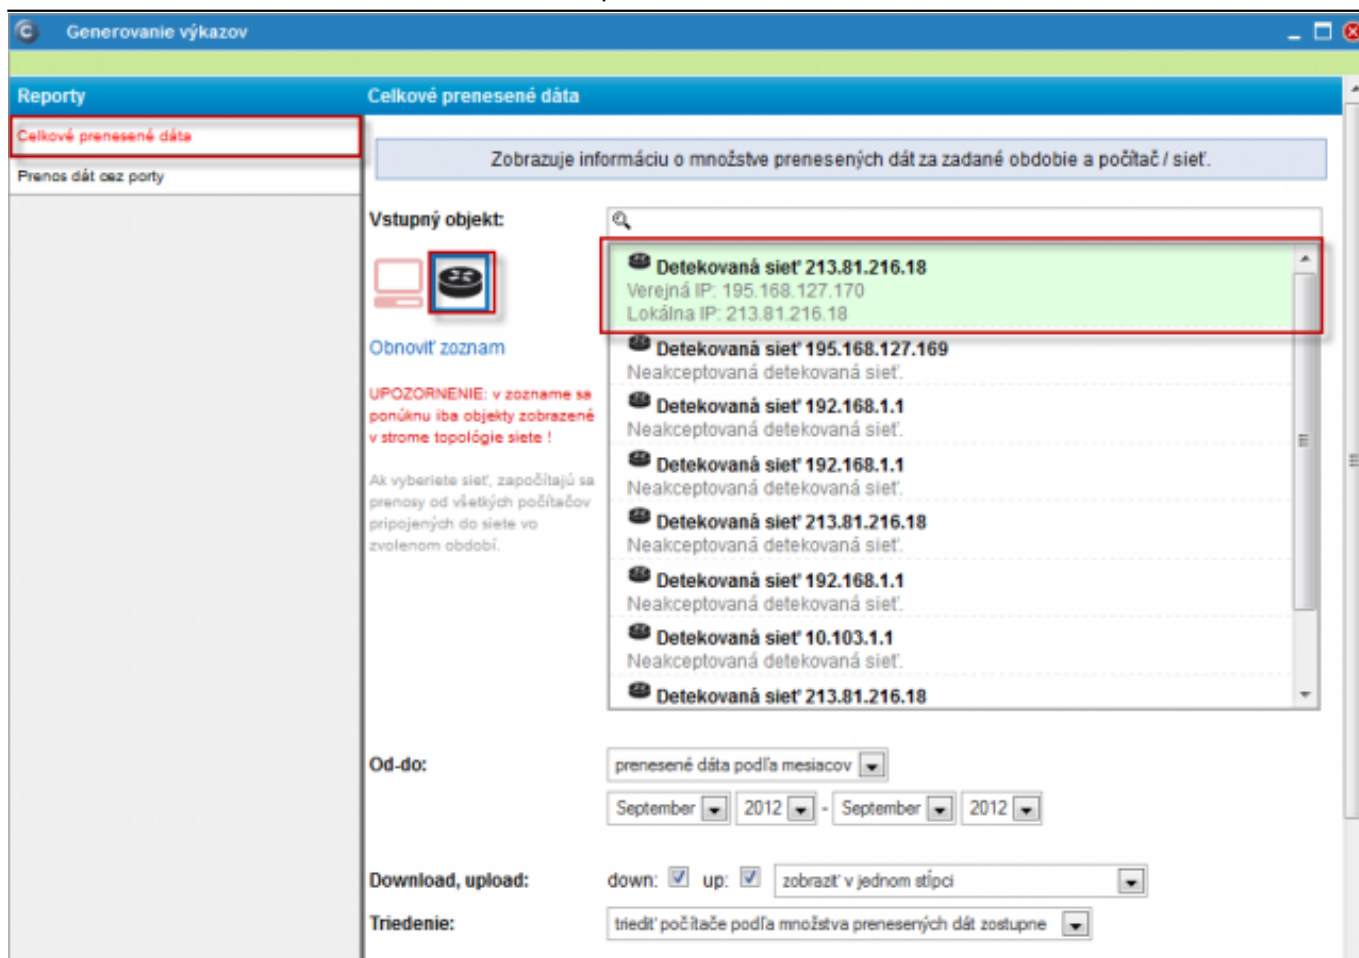 Generovanie výkazov
Reporty
Celkové prenesené dáta
Celkové prenesené dáta
Prenos dát cez porty
Zobrazuje informáciu o množstve prenesených dát za zadané obdobie a počítač / sieť.
Vstupný objekt:
Obnoviť zoznam
UPOZORNENIE: v zozname sa
ponúknu iba objekty zobrazené
v strome topológie siete !
Ak vyberiete sieť, započítajú sa
prenosy od všetkých počítačov
pripojených do siete vo
zvolenom období.
Detekovaná sieť 213.81.216.18
Verejná IP: 195.168.127.170
Lokálna IP: 213.81.216.18
Detekovaná sieť 195.168.127.169
Neakceptovaná detekovaná sieť.
Detekovaná sieť 192.168.1.1
Neakceptovaná detekovaná sieť.
Detekovaná sieť 192.168.1.1
Neakceptovaná detekovaná sieť.
Detekovaná sieť 213.81.216.18
Neakceptovaná detekovaná sieť.
Detekovaná sieť 192.168.1.1
Neakceptovaná detekovaná sieť.
Detekovaná sieť 10.103.1.1
Neakceptovaná detekovaná sieť.
Detekovaná sieť 213.81.216.18
Od-do:
prenesené dáta podľa mesiacov
September 2012 - September 2012
Download, upload:
down: up: zobraziť v jednom stĺpci
Triedenie:
triediť počítače podľa množstva prenesených dát zostupne